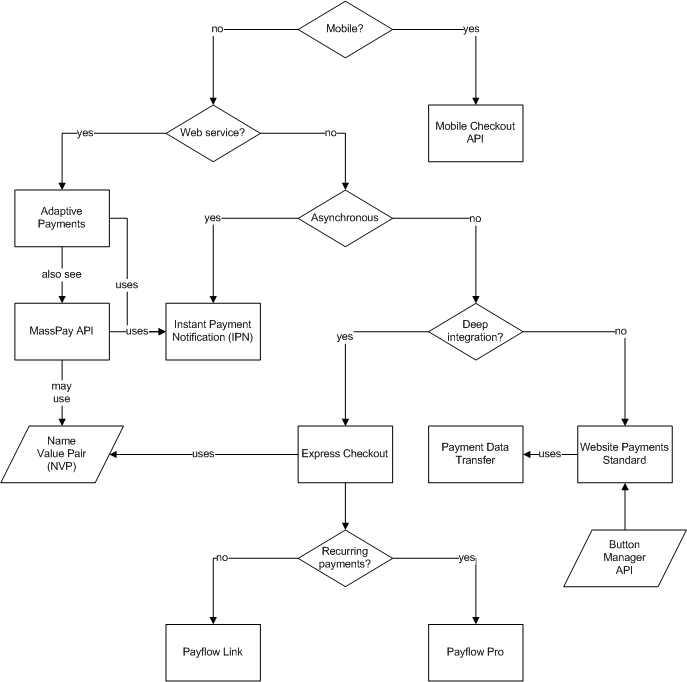 Mobile?
no
yes
Mobile Checkout
API
Web service?
yes
no
Adaptive
Payments
Asynchronous
yes
no
also see
uses
MassPay API
uses
Instant Payment
Notification (IPN)
Deep
integration?
yes
no
may
use
Name
Value Pair
(NVP)
uses
Express Checkout
Payment Data
Transfer
uses
Website Payments
Standard
Button
Manager
API
Recurring
payments?
no
yes
Payflow Link
Payflow Pro